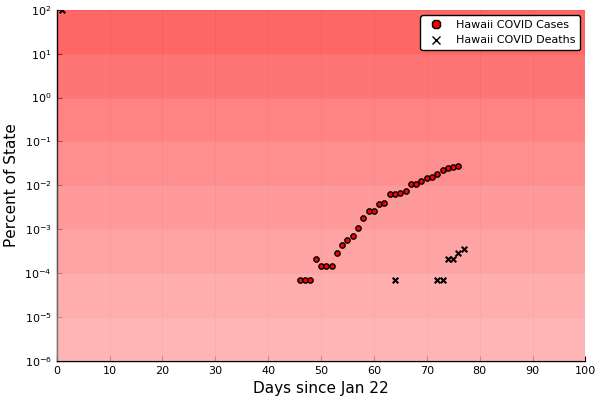 10²
10¹
10⁰
10⁻¹
10⁻²
10⁻³
10⁻⁴
10⁻⁵
10⁻⁶
Percent of State
Hawaii COVID Cases
Hawaii COVID Deaths
0 10 20 30 40 50 60 70 80 90 100
Days since Jan 22